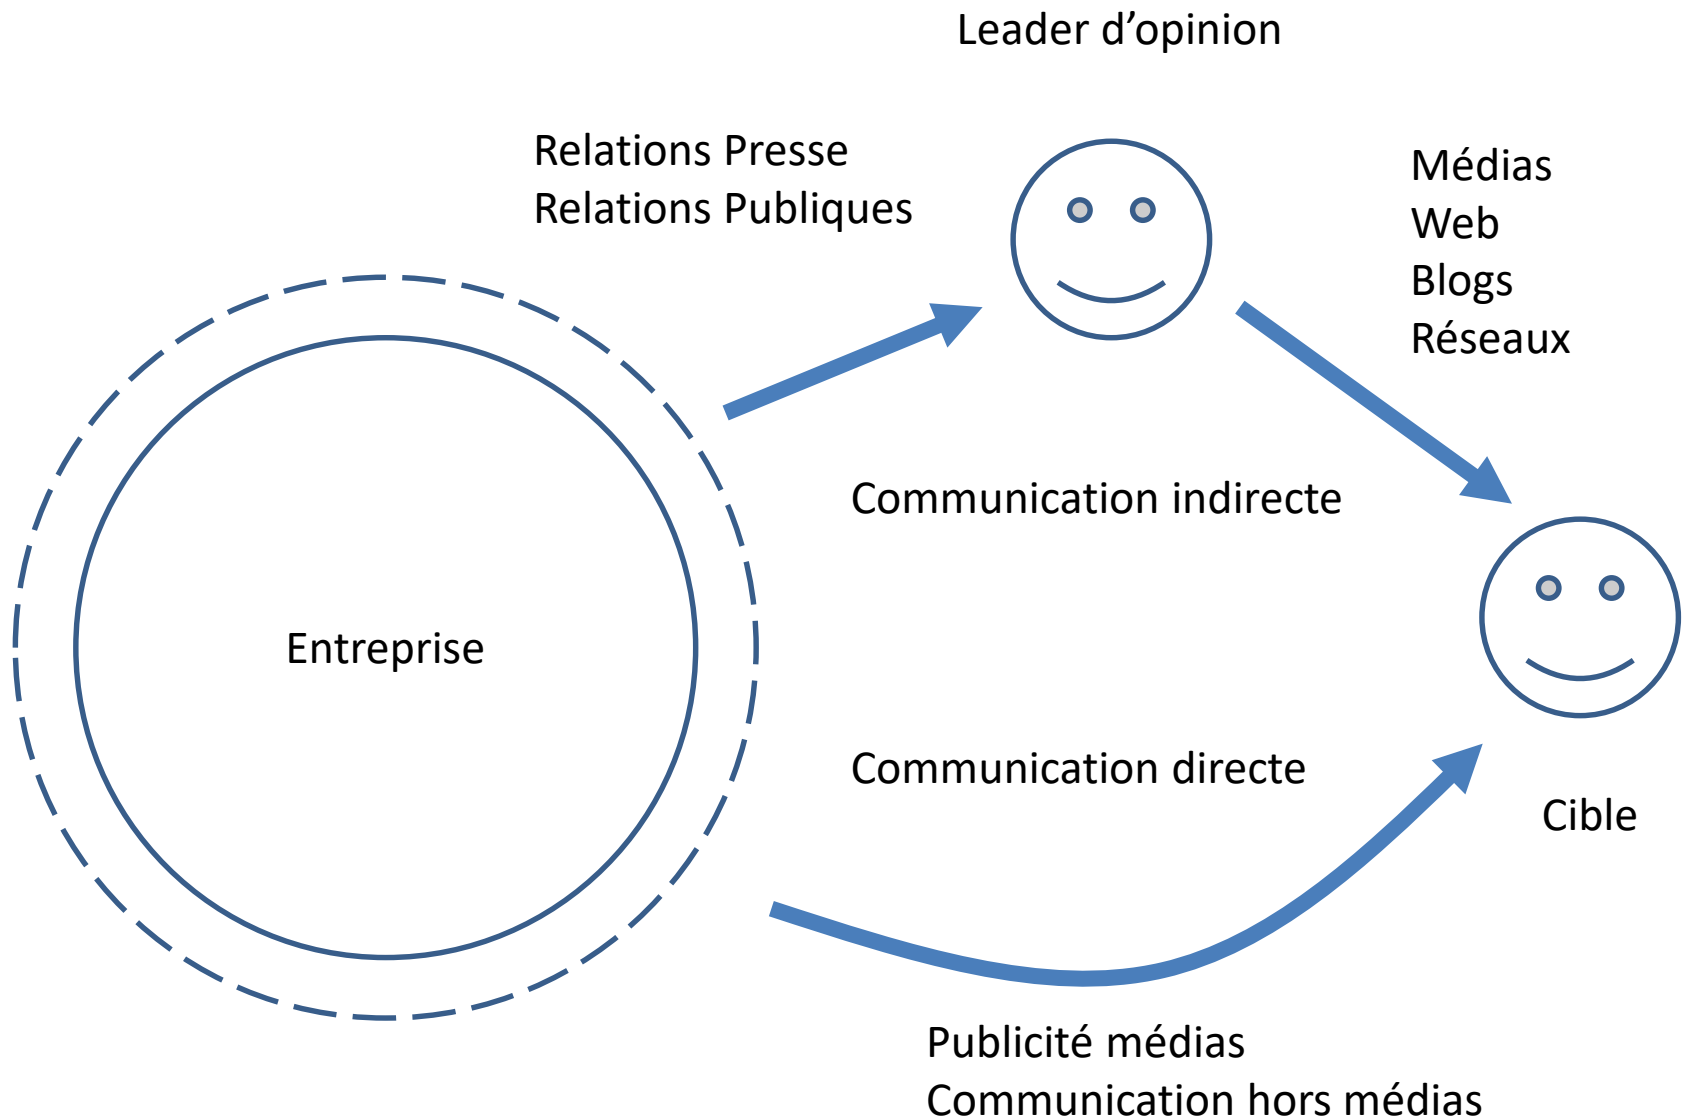 Leader d’opinion
Relations Presse
Relations Publiques
Médias
Web
Blogs
Réseaux
Communication indirecte
Entreprise
Communication directe
Cible
Publicité médias
Communication hors médias